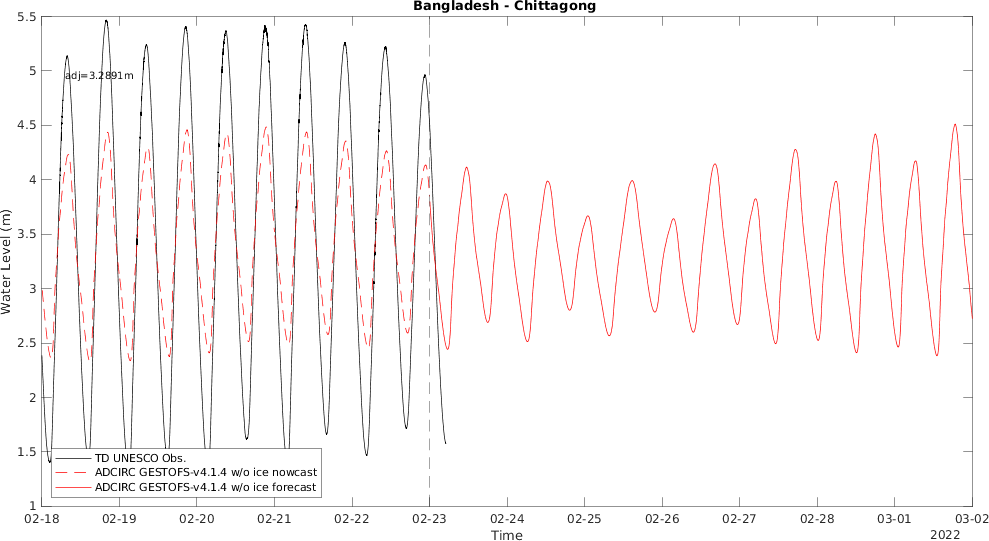 Bangladesh - Chittagong
5.5
5
4.5
4
3.5
3
2.5
2
1.5
1
Water Level (m)
adj=3.2891m
TD UNESCO Obs.
ADCIRC GESTOFS-v4.1.4 w/o ice nowcast
ADCIRC GESTOFS-v4.1.4 w/o ice forecast
02-18 02-19 02-20 02-21 02-22 02-23 02-24 02-25 02-26 02-27 02-28 03-01 03-02
Time
2022